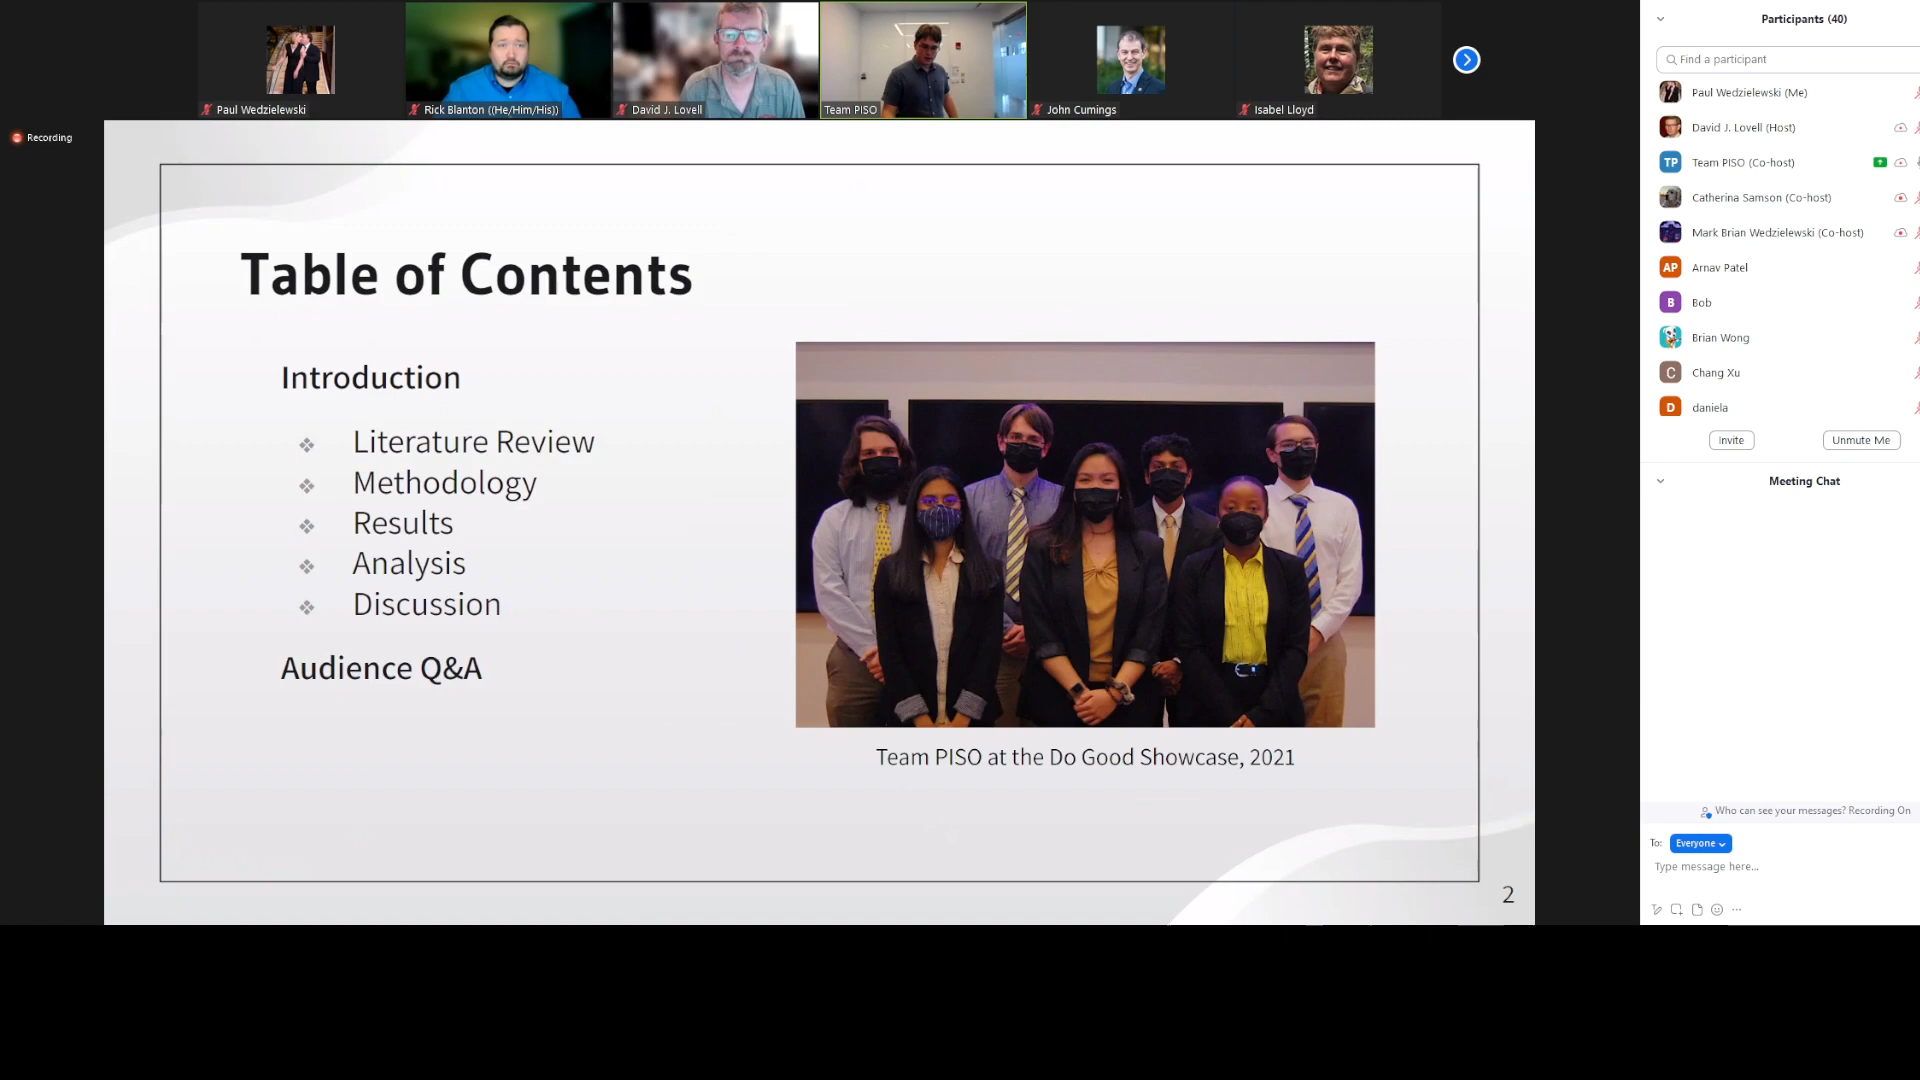 Paul Wedzielewski
Rick Blanton ((He/Him/His))
David J. Lovell
Team PISO
John Cumings
Isabel Lloyd
Recording
Table of Contents
Introduction
❖ Literature Review
❖ Methodology
❖ Results
❖ Analysis
❖ Discussion
Audience Q&A
Team PISO at the Do Good Showcase, 2021
2
Participants (40)
Find a participant
Paul Wedzielewski (Me)
David J. Lovell (Host)
TP Team PISO (Co-host)
Catherina Samson (Co-host)
Mark Brian Wedzielewski (Co-host)
AP Arnav Patel
B Bob
Brian Wong
C Chang Xu
D daniela
Invite Unmute Me
Meeting Chat
Who can see your messages? Recording On
To: Everyone
Type message here...